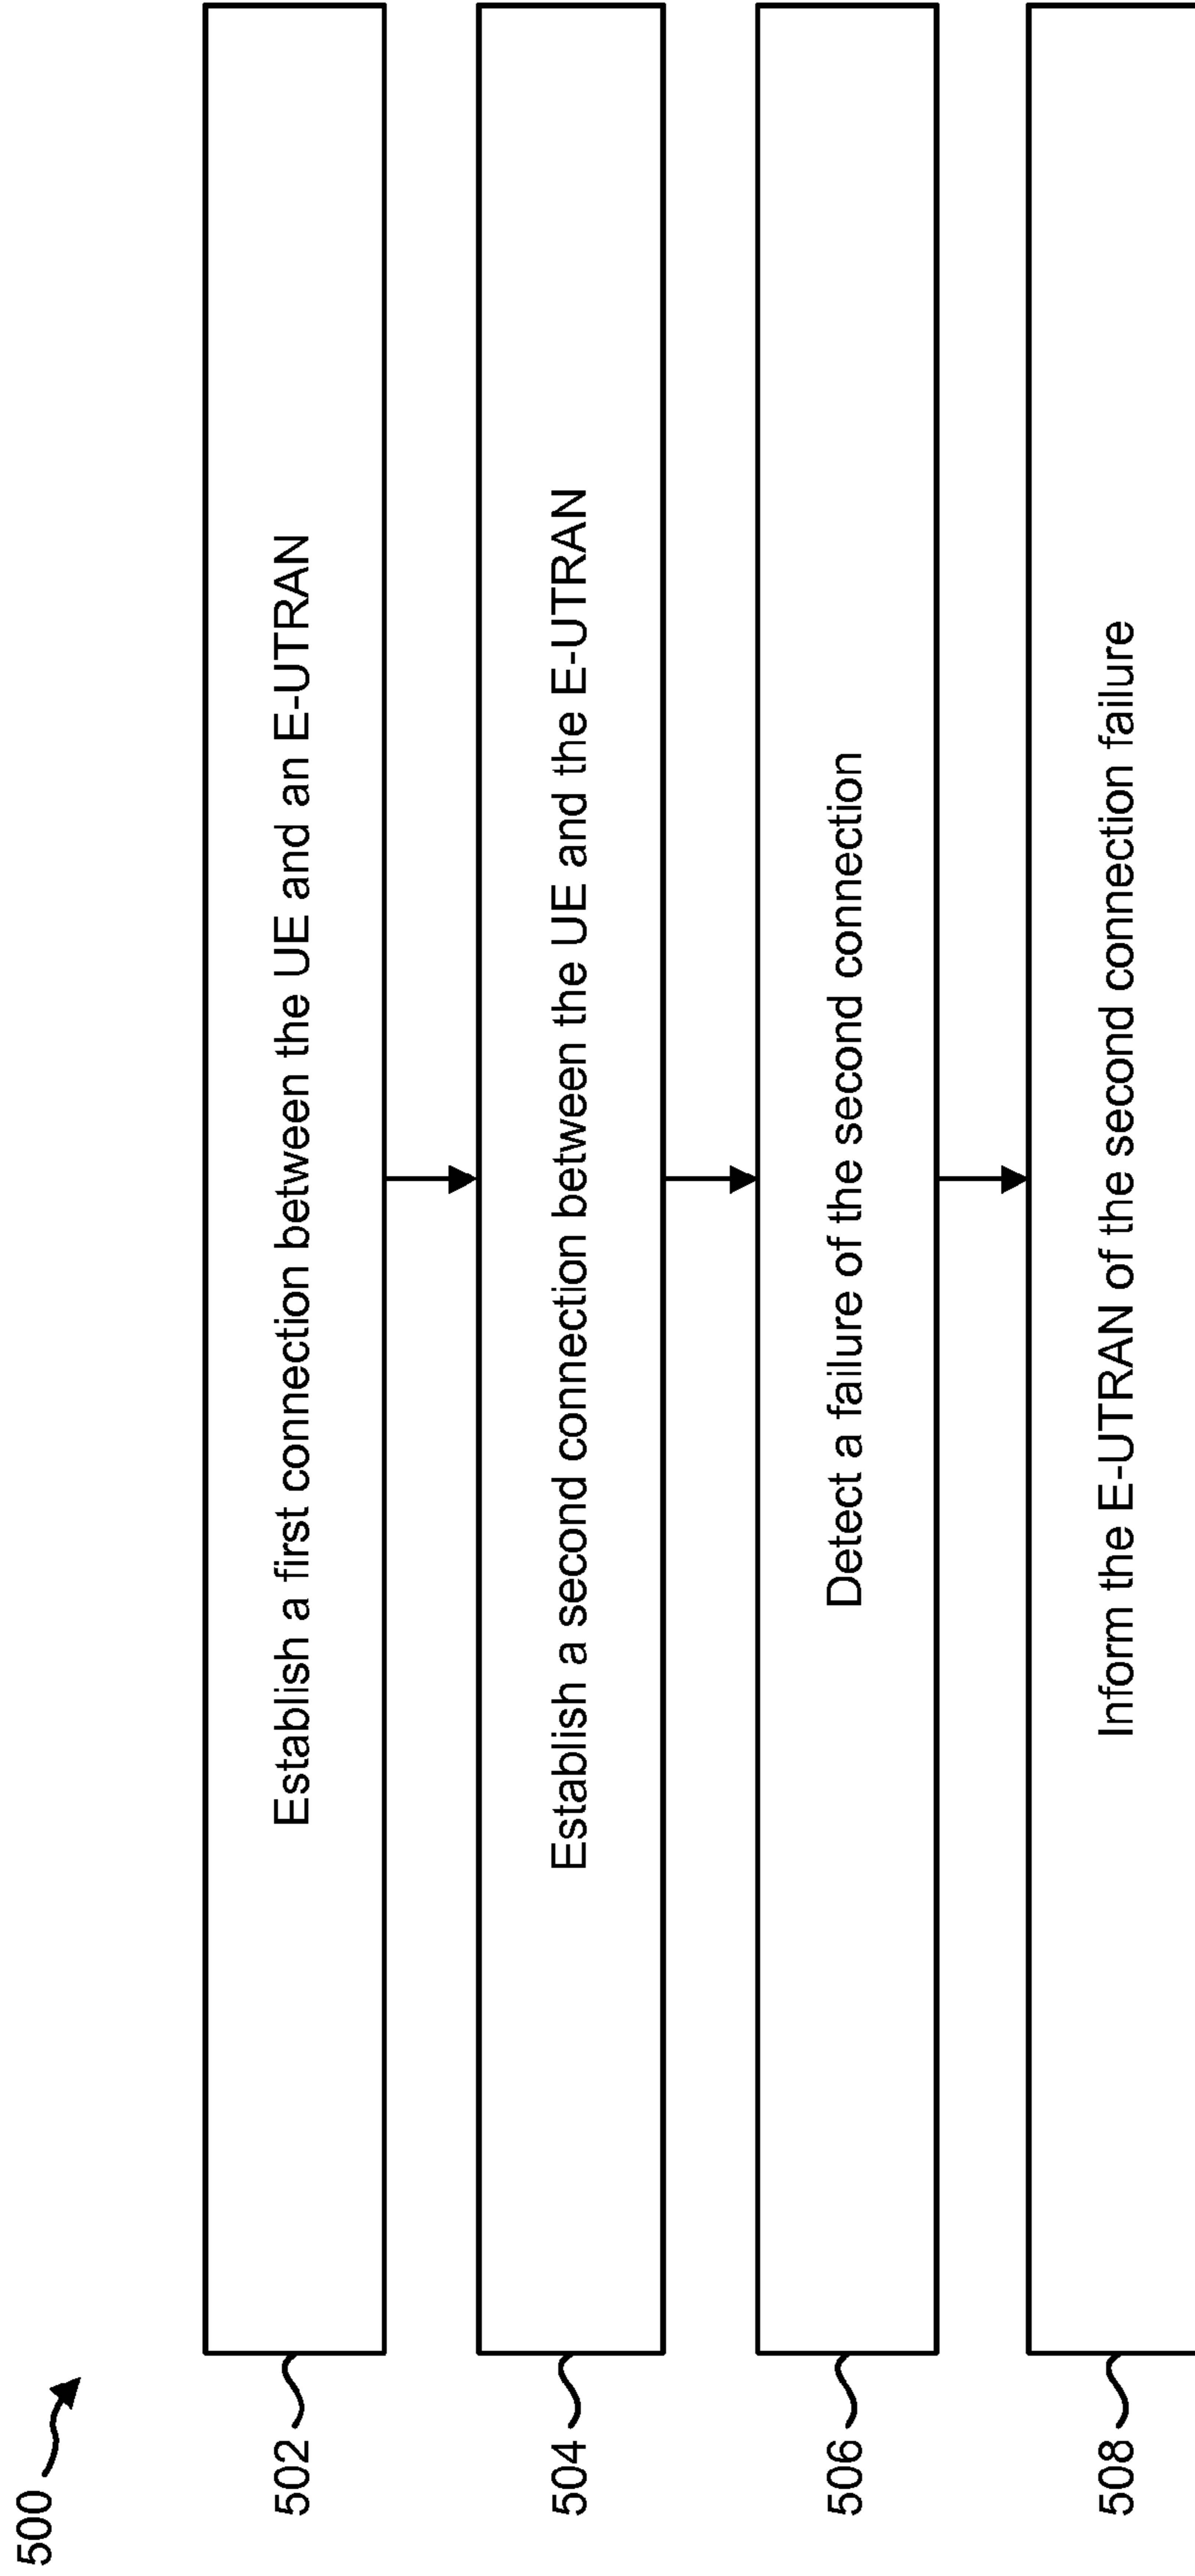 500
502
Establish a first connection between the UE and an E-UTRAN
504
Establish a second connection between the UE and the E-UTRAN
506
Detect a failure of the second connection
508
Inform the E-UTRAN of the second connection failure